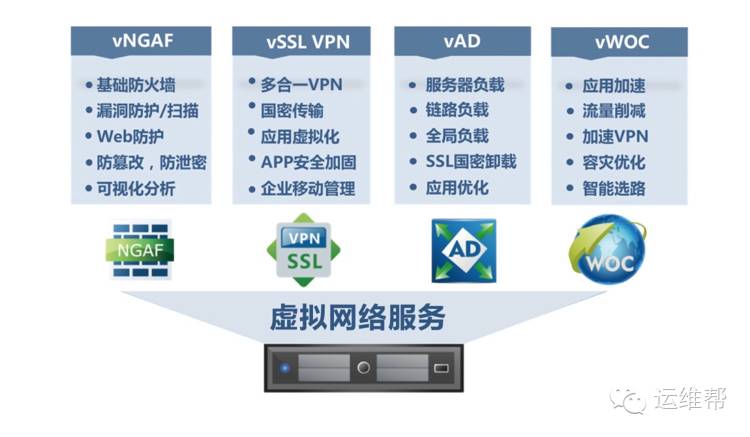 vNGAF
• 基础防火墙
• 漏洞防护/扫描
• Web防护
• 防篡改，防泄密
• 可视化分析
vSSL VPN
• 多合一VPN
• 国密传输
• 应用虚拟化
• APP安全加固
• 企业移动管理
vAD
• 服务器负载
• 链路负载
• 全局负载
• SSL国密卸载
• 应用优化
vWOC
• 应用加速
• 流量削减
• 加速VPN
• 容灾优化
• 智能选路
NGAF
VPN
SSL
AD
WOC
虚拟网络服务
运维帮